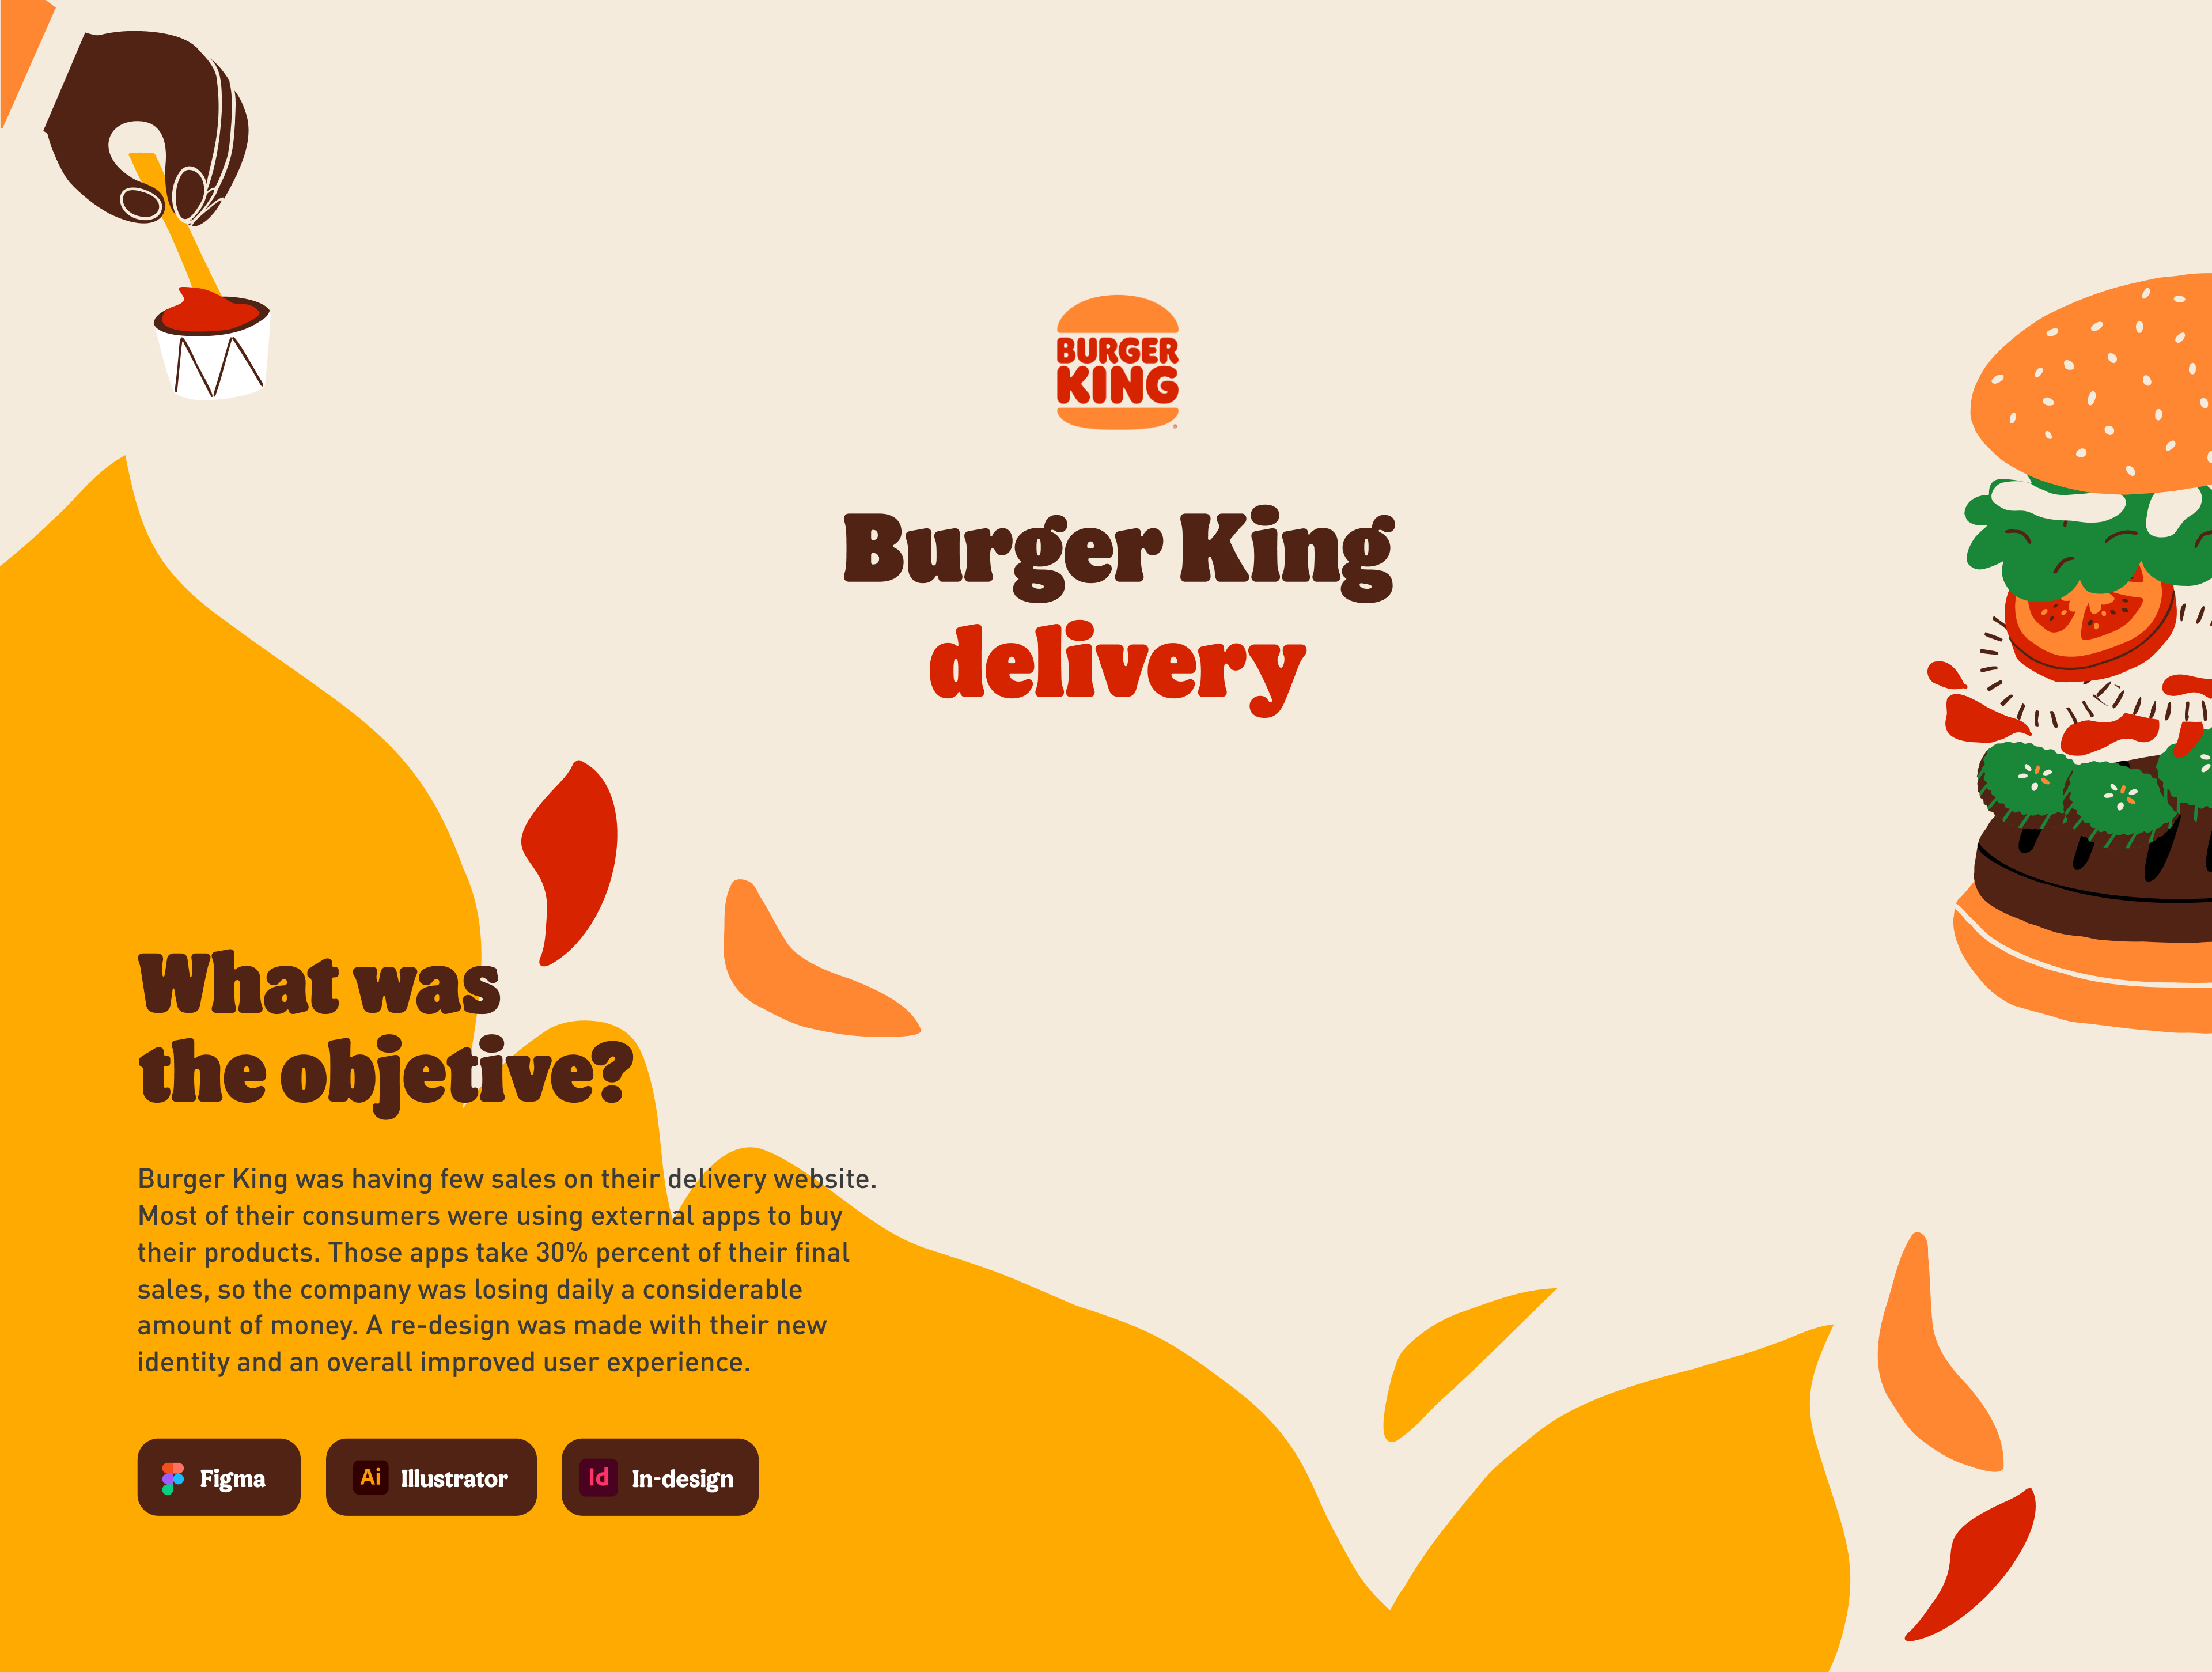 BURGER
KING
Burger King
delivery
What was
the objetive?
Burger King was having few sales on their delivery website.
Most of their consumers were using external apps to buy
their products. Those apps take 30% percent of their final
sales, so the company was losing daily a considerable
amount of money. A re-design was made with their new
identity and an overall improved user experience.
Figma
Ai Illustrator
Id In-design